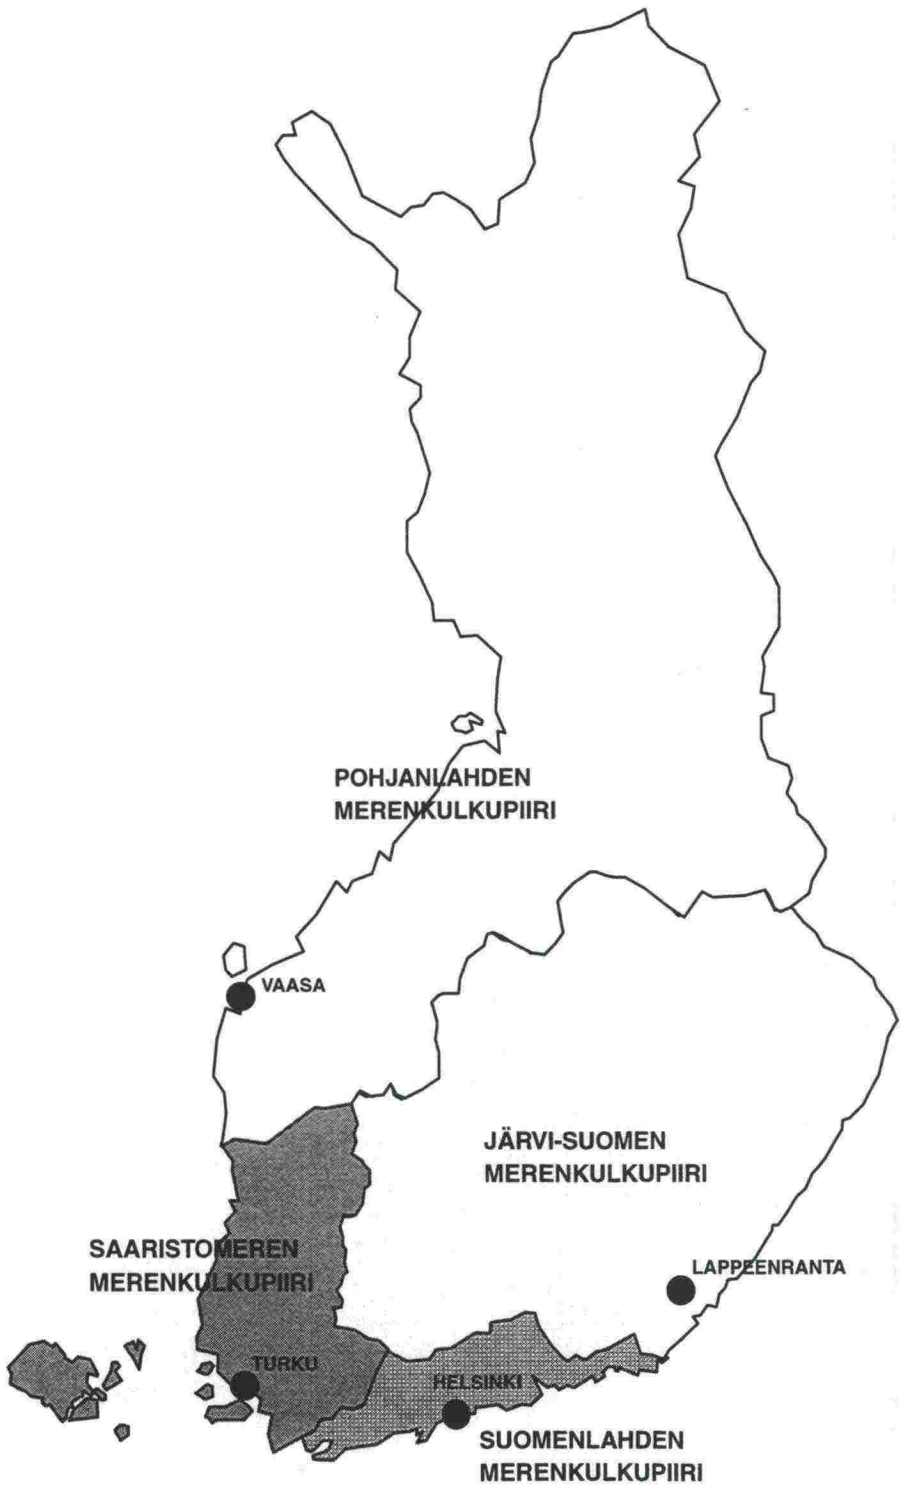 POHJANLAHDEN
MERENKULKUPIIRI
VAASA
JÄRVI-SUOMEN
MERENKULKUPIIRI
SAARISTOMEREN
MERENKULKUPIIRI
LAPPEENRANTA
TURKU
HELSINKI
SUOMENLAHDEN
MERENKULKUPIIRI